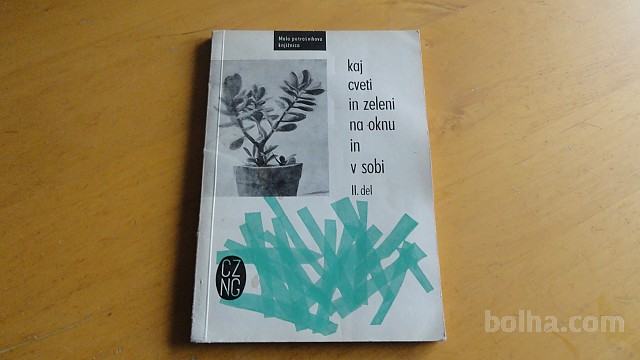 Mala potrošnikova
knjižnica
kaj
cveti
in zeleni
na oknu
in
v sobi
II. del
CZ
NG
bolha.com